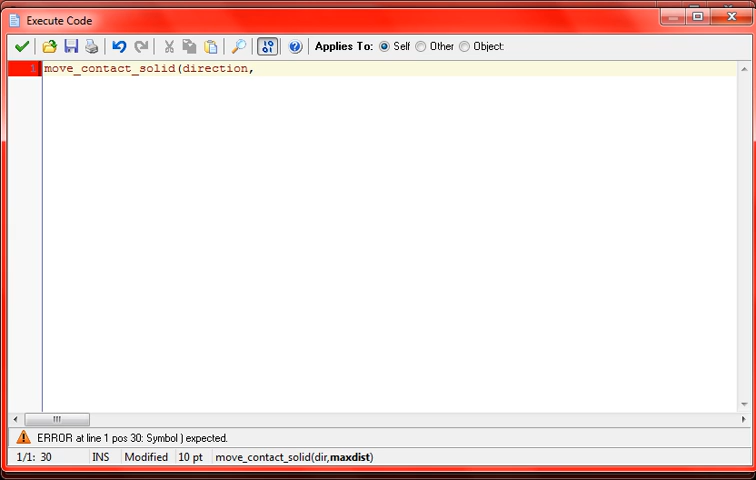 Execute Code
Applies To: Self Other Object:
1 move_contact_solid(direction,
ERROR at line 1 pos 30: Symbol ) expected.
1/1: 30 INS Modified 10 pt move_contact_solid(dir,maxdist)